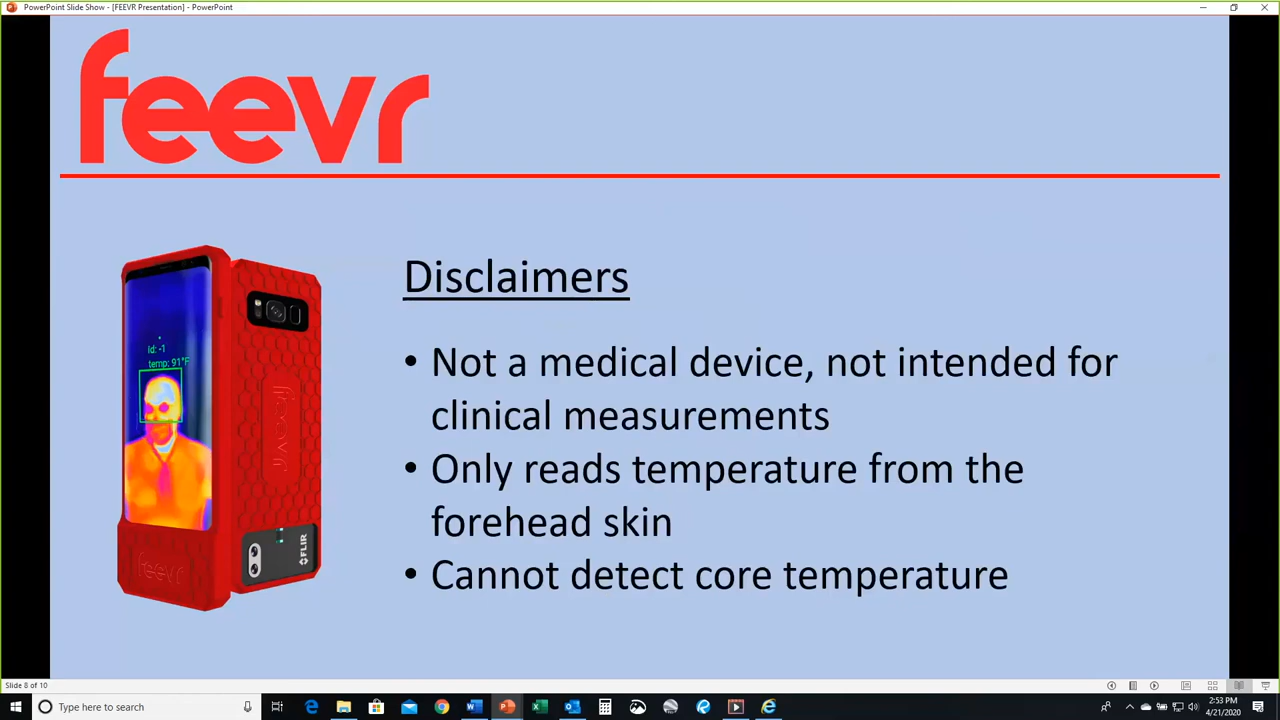 PowerPoint Slide Show - [FEEVR Presentation] - PowerPoint
feevr
Id: -1
temp: 91°F
feevr
feevr
FLIR
Disclaimers
• Not a medical device, not intended for
clinical measurements
• Only reads temperature from the
forehead skin
• Cannot detect core temperature
Slide 8 of 10
Type here to search
2:53 PM
4/21/2020